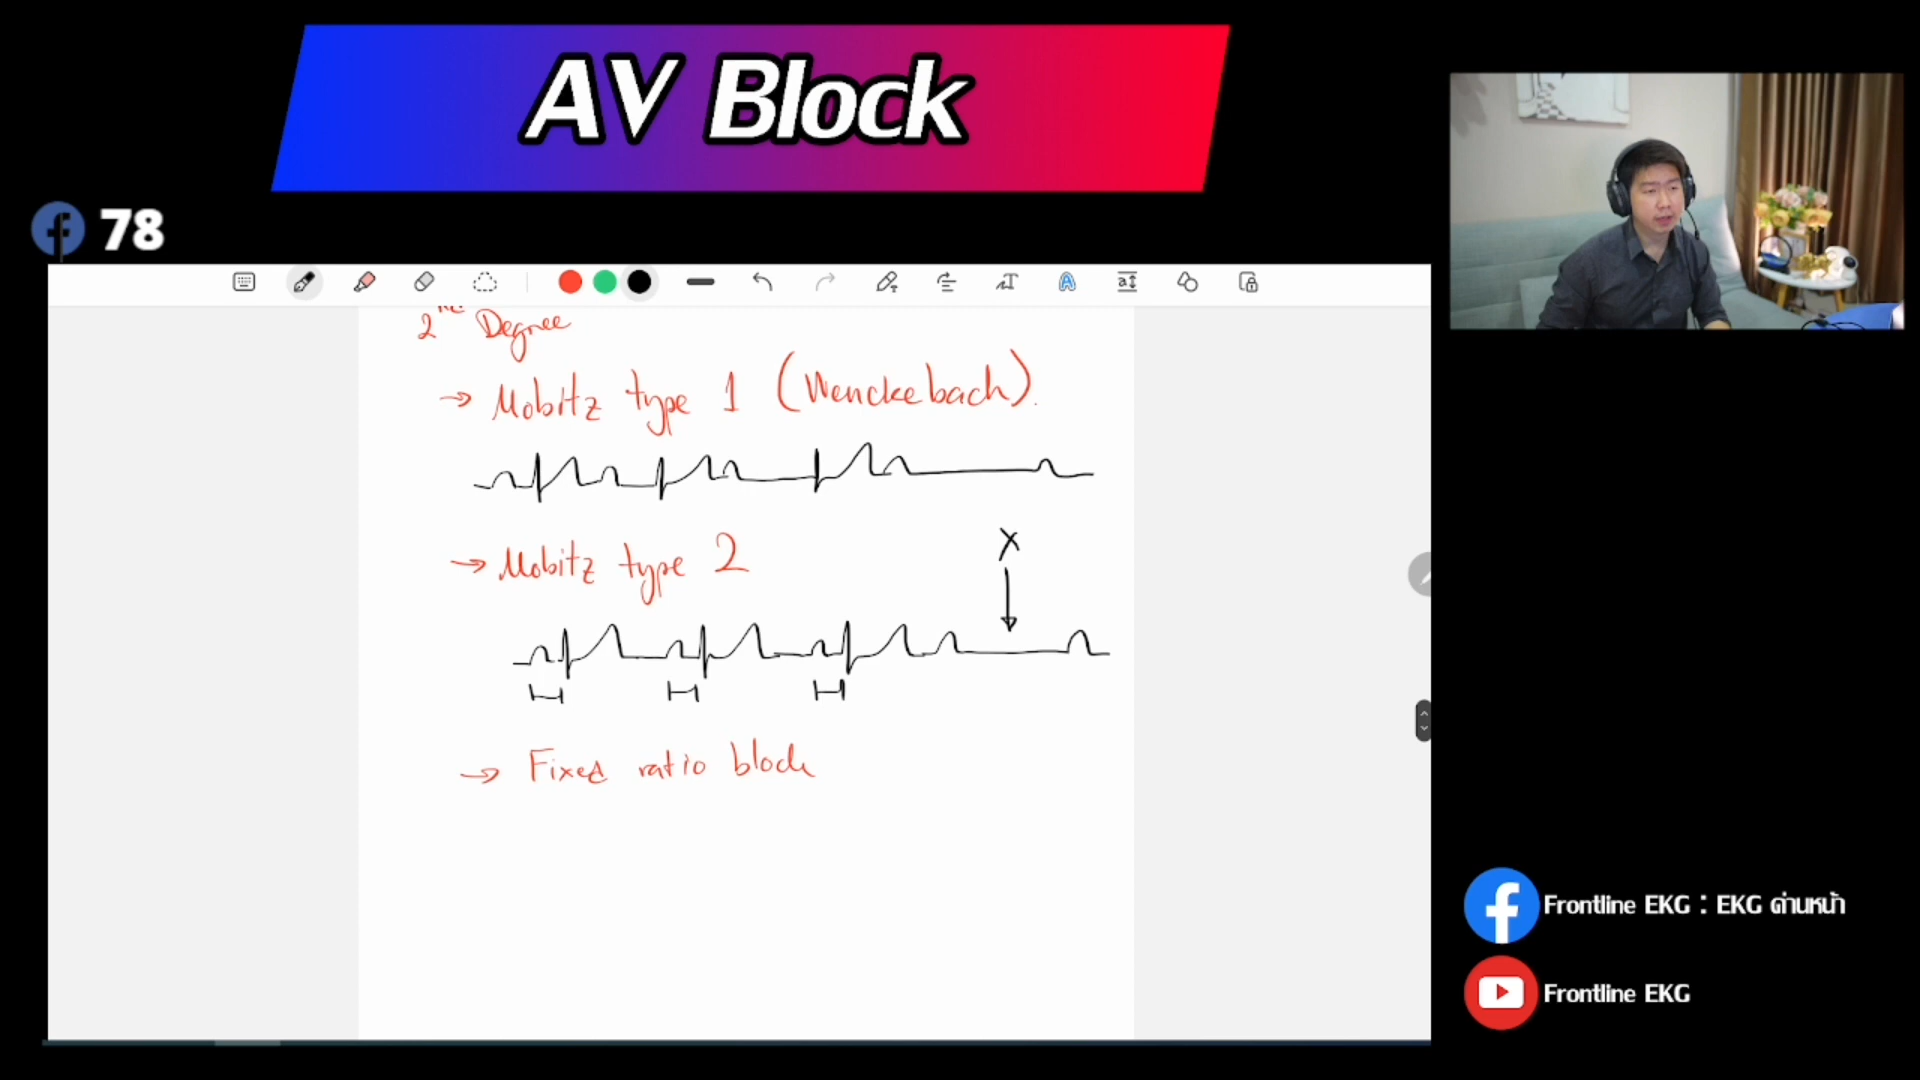 AV Block
78
2nd Degree
→ Mobitz type 1 (Wenckebach).
→ Mobitz type 2
X
→ Fixed ratio block
Frontline EKG : EKG ด่านหน้า
Frontline EKG